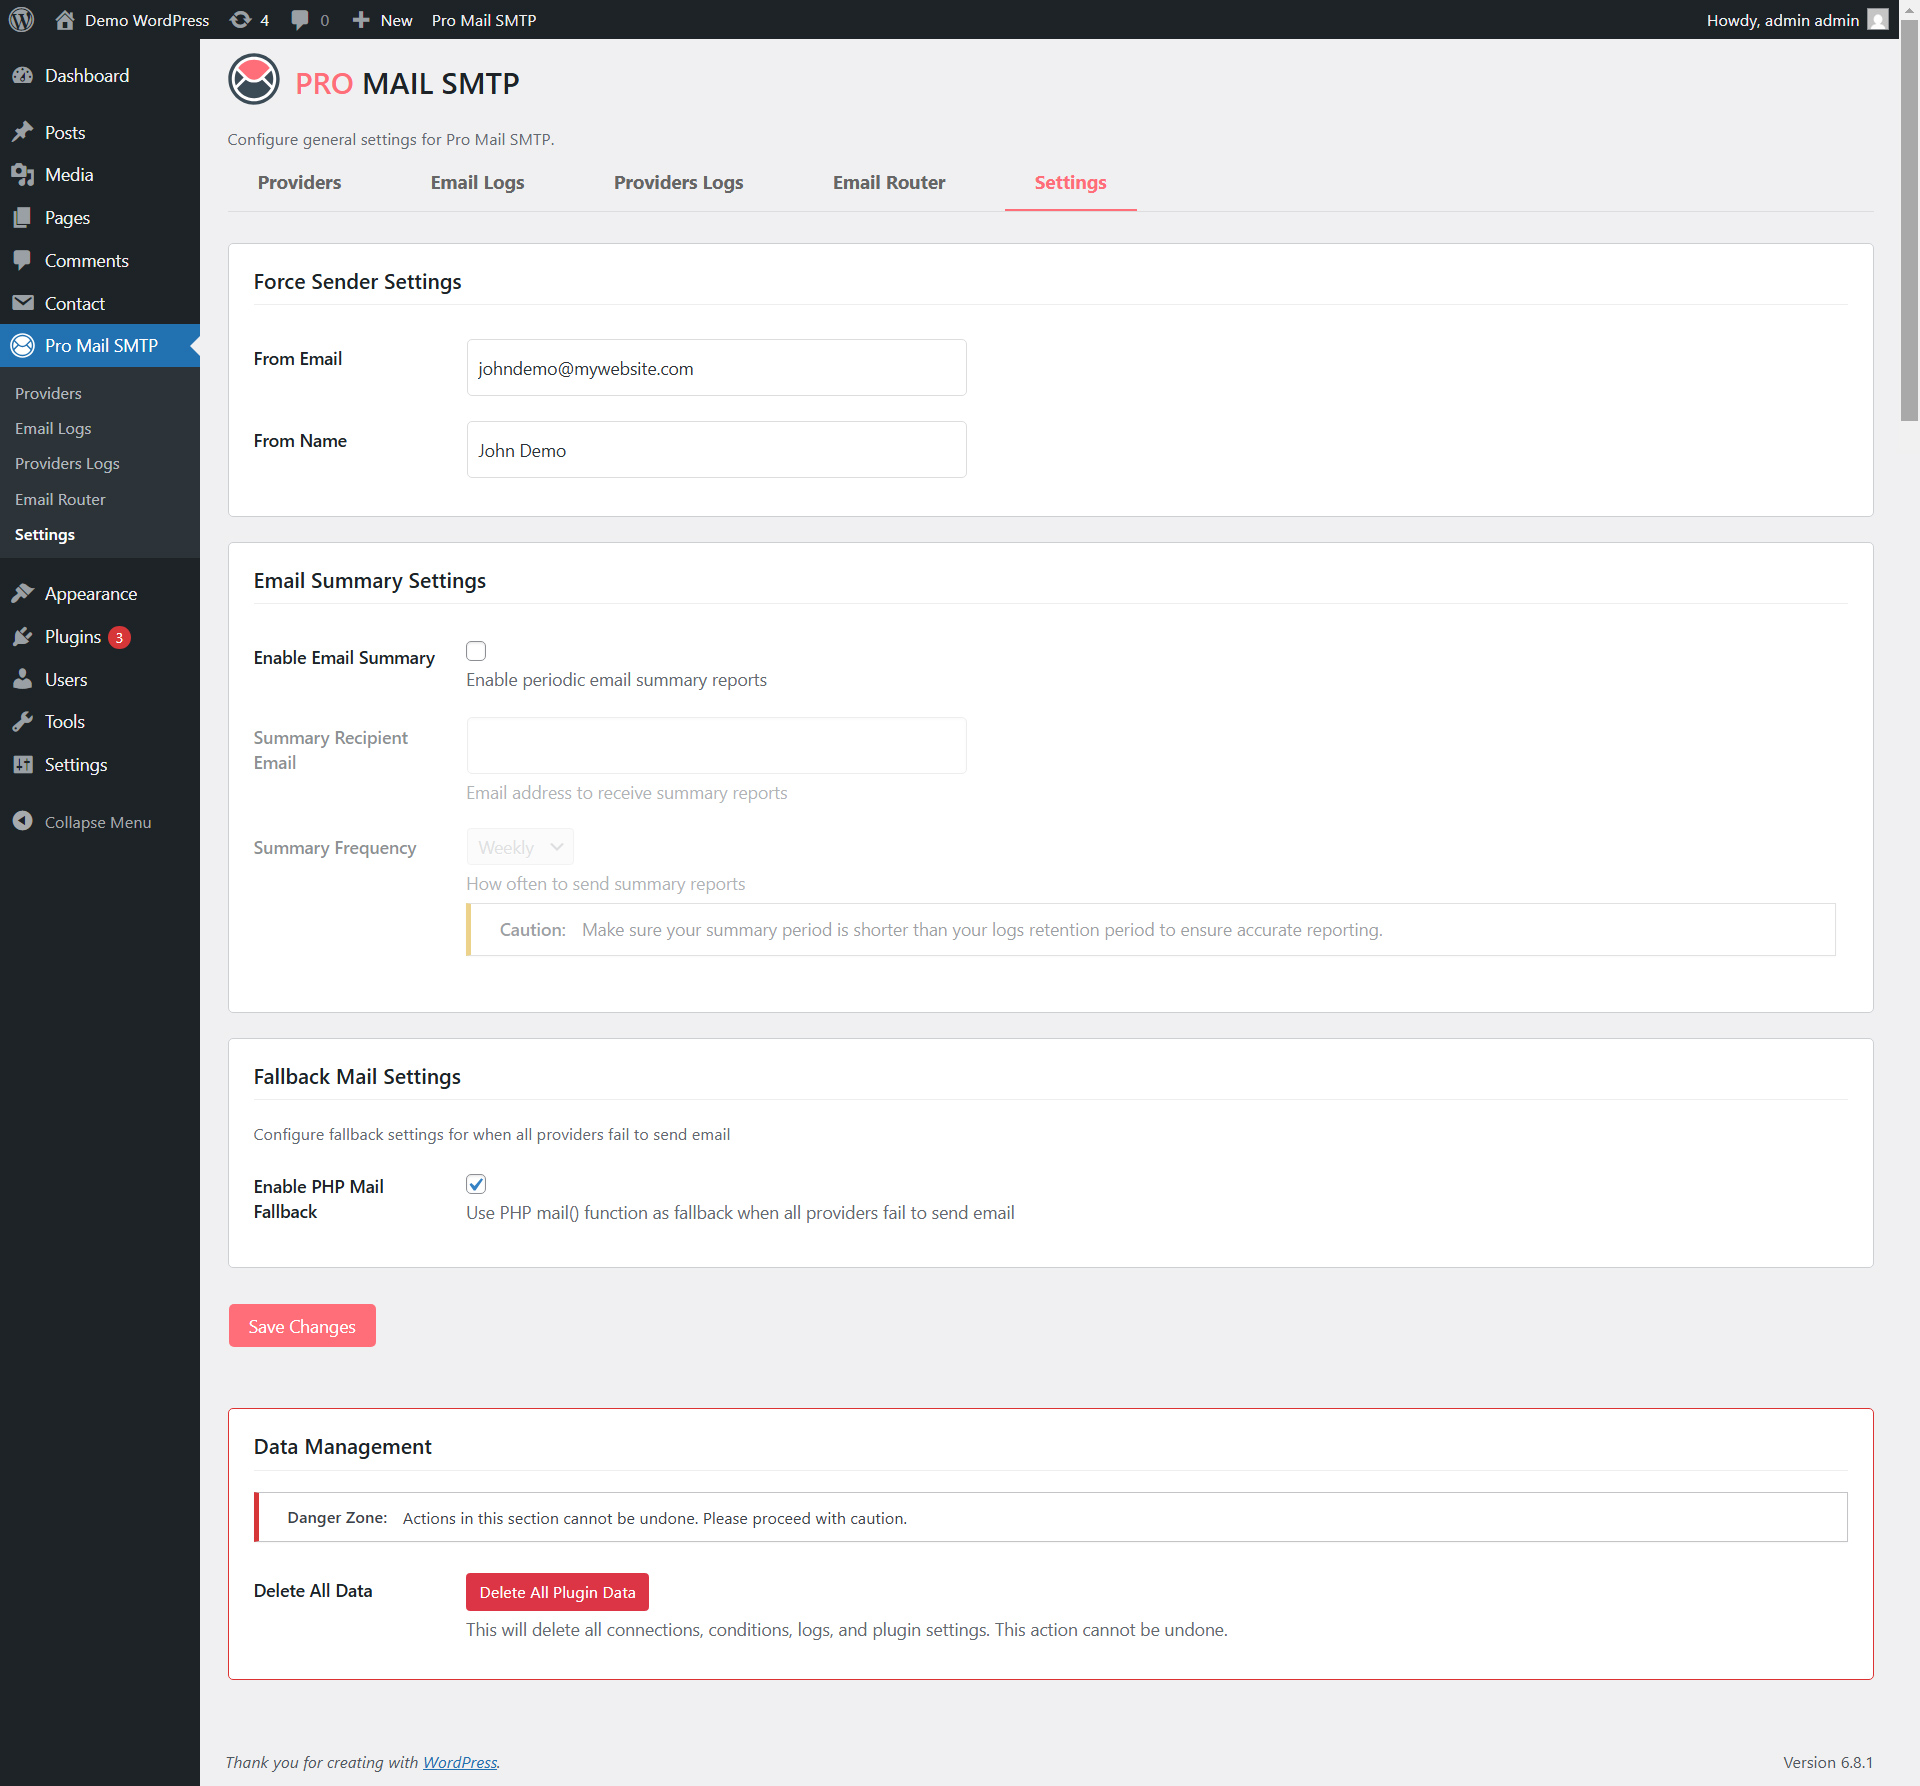 Demo WordPress 4 0 New Pro Mail SMTP Howdy, admin admin
Dashboard
Posts
Media
Pages
Comments
Contact
Pro Mail SMTP
Providers
Email Logs
Providers Logs
Email Router
Settings
Appearance
Plugins 3
Users
Tools
Settings
Collapse Menu
PRO MAIL SMTP
Configure general settings for Pro Mail SMTP.
Providers Email Logs Providers Logs Email Router Settings
Force Sender Settings
From Email johndemo@mywebsite.com
From Name John Demo
Email Summary Settings
Enable Email Summary
Enable periodic email summary reports
Summary Recipient
Email
Email address to receive summary reports
Summary Frequency Weekly
How often to send summary reports
Caution: Make sure your summary period is shorter than your logs retention period to ensure accurate reporting.
Fallback Mail Settings
Configure fallback settings for when all providers fail to send email
Enable PHP Mail
Fallback
Use PHP mail() function as fallback when all providers fail to send email
Save Changes
Data Management
Danger Zone: Actions in this section cannot be undone. Please proceed with caution.
Delete All Data Delete All Plugin Data
This will delete all connections, conditions, logs, and plugin settings. This action cannot be undone.
Thank you for creating with WordPress. Version 6.8.1